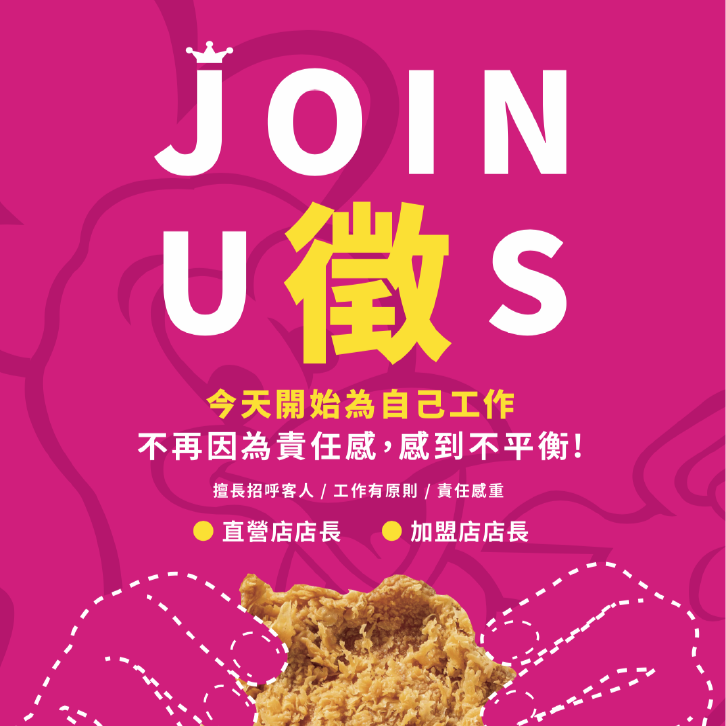 JOIN
U徵S
今天開始為自己工作
不再因為責任感,感到不平衡!
擅長招呼客人 / 工作有原則 / 責任感重
直營店店長 加盟店店長